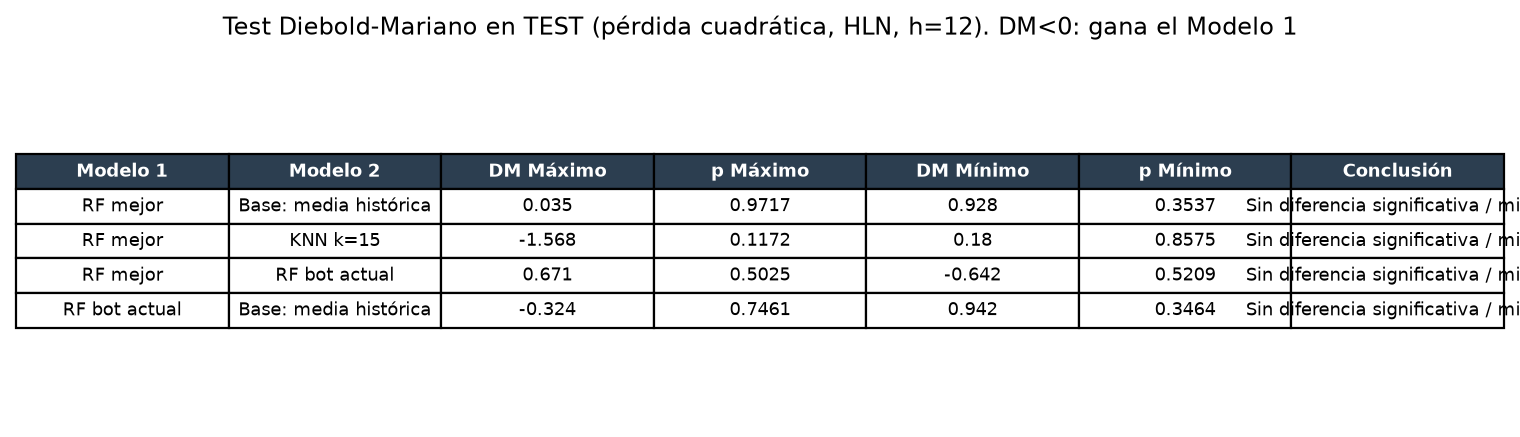 Test Diebold-Mariano en TEST (pérdida cuadrática, HLN, h=12). DM<0: gana el Modelo 1
Modelo 1 Modelo 2 DM Máximo p Máximo DM Mínimo p Mínimo Conclusión
RF mejor Base: media histórica 0.035 0.9717 0.928 0.3537 Sin diferencia significativa / mi
RF mejor KNN k=15 -1.568 0.1172 0.18 0.8575 Sin diferencia significativa / mi
RF mejor RF bot actual 0.671 0.5025 -0.642 0.5209 Sin diferencia significativa / mi
RF bot actual Base: media histórica -0.324 0.7461 0.942 0.3464 Sin diferencia significativa / mi